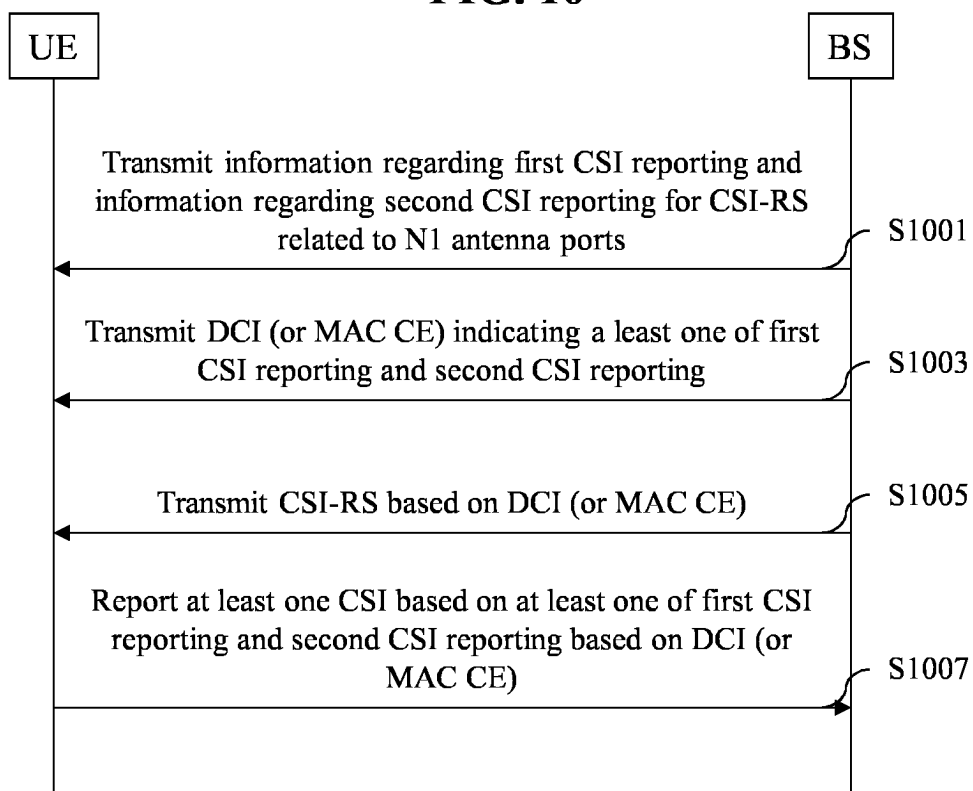 FIG. 10
UE
BS
Transmit information regarding first CSI reporting and
information regarding second CSI reporting for CSI-RS
related to N1 antenna ports
S1001
Transmit DCI (or MAC CE) indicating a least one of first
CSI reporting and second CSI reporting
S1003
Transmit CSI-RS based on DCI (or MAC CE)
S1005
Report at least one CSI based on at least one of first CSI
reporting and second CSI reporting based on DCI (or
MAC CE)
S1007